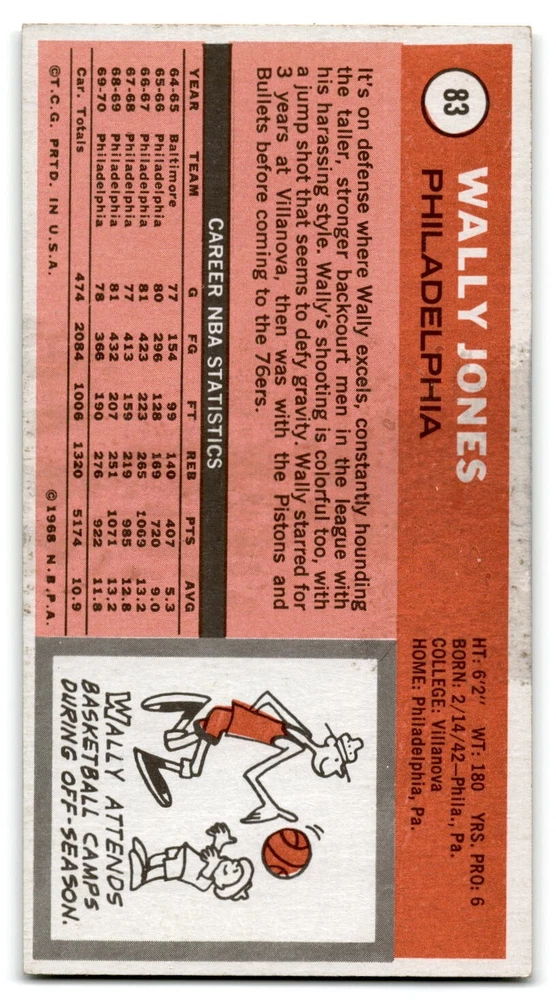 83
WALLY JONES
PHILADELPHIA
HT: 6'2" WT: 180 YRS. PRO: 6
BORN: 2/14/42—Phila., Pa.
COLLEGE: Villanova
HOME: Philadelphia, Pa.
It's on defense where Wally excels, constantly hounding
the taller, stronger backcourt men in the league with
his harassing style. Wally's shooting is colorful too, with
a jump shot that seems to defy gravity. Wally starred for
3 years at Villanova, then was with the Pistons and
Bullets before coming to the 76ers.
CAREER NBA STATISTICS
YEAR TEAM G FG FT REB PTS AVG
64-65 Baltimore 77 154 99 140 407 5.3
65-66 Philadelphia 80 296 128 169 720 9.0
66-67 Philadelphia 81 423 223 265 1069 13.2
67-68 Philadelphia 77 413 159 219 985 12.8
68-69 Philadelphia 81 432 207 251 1071 13.2
69-70 Philadelphia 78 366 190 276 922 11.8
Car. Totals 474 2084 1006 1320 5174 10.9
©T.C.G. PRTD. IN U.S.A. ©1968 N.B.P.A.
WALLY ATTENDS
BASKETBALL CAMPS
DURING OFF-SEASON.